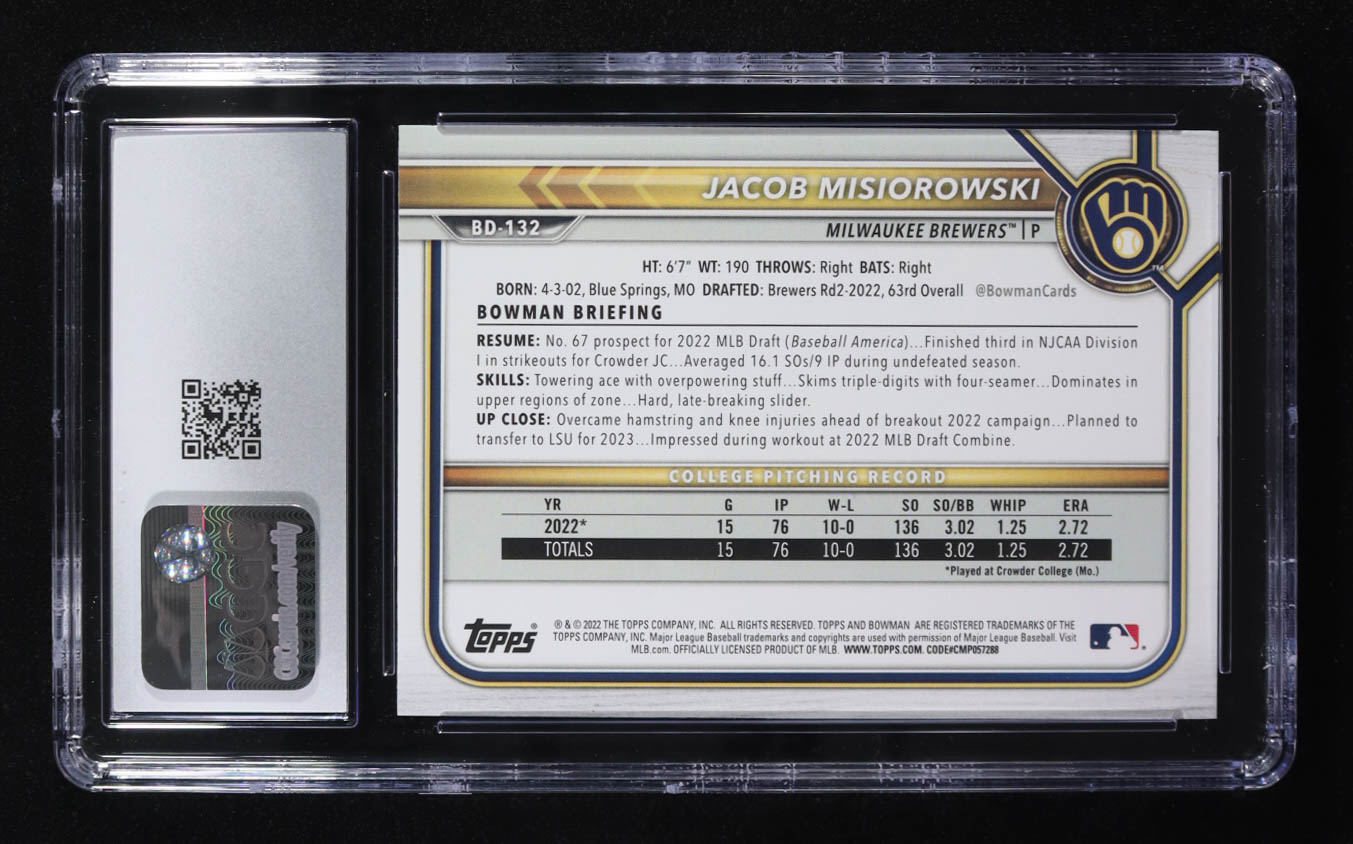 JACOB MISIOROWSKI
BD-132
MILWAUKEE BREWERS™ | P
HT: 6'7" WT: 190 THROWS: Right BATS: Right
BORN: 4-3-02, Blue Springs, MO DRAFTED: Brewers Rd2-2022, 63rd Overall @BowmanCards
BOWMAN BRIEFING
RESUME: No. 67 prospect for 2022 MLB Draft (Baseball America)...Finished third in NJCAA Division
I in strikeouts for Crowder JC...Averaged 16.1 SOs/9 IP during undefeated season.
SKILLS: Towering ace with overpowering stuff...Skims triple-digits with four-seamer...Dominates in
upper regions of zone...Hard, late-breaking slider.
UP CLOSE: Overcame hamstring and knee injuries ahead of breakout 2022 campaign...Planned to
transfer to LSU for 2023...Impressed during workout at 2022 MLB Draft Combine.
COLLEGE PITCHING RECORD
YR G IP W-L SO SO/BB WHIP ERA
2022* 15 76 10-0 136 3.02 1.25 2.72
TOTALS 15 76 10-0 136 3.02 1.25 2.72
*Played at Crowder College (Mo.)
TOPPS®
® & © 2022 THE TOPPS COMPANY, INC. ALL RIGHTS RESERVED. TOPPS AND BOWMAN ARE REGISTERED TRADEMARKS OF THE
TOPPS COMPANY, INC. Major League Baseball trademarks and copyrights are used with permission of Major League Baseball. Visit
MLB.com. OFFICIALLY LICENSED PRODUCT OF MLB. WWW.TOPPS.COM. CODE#CMP057288